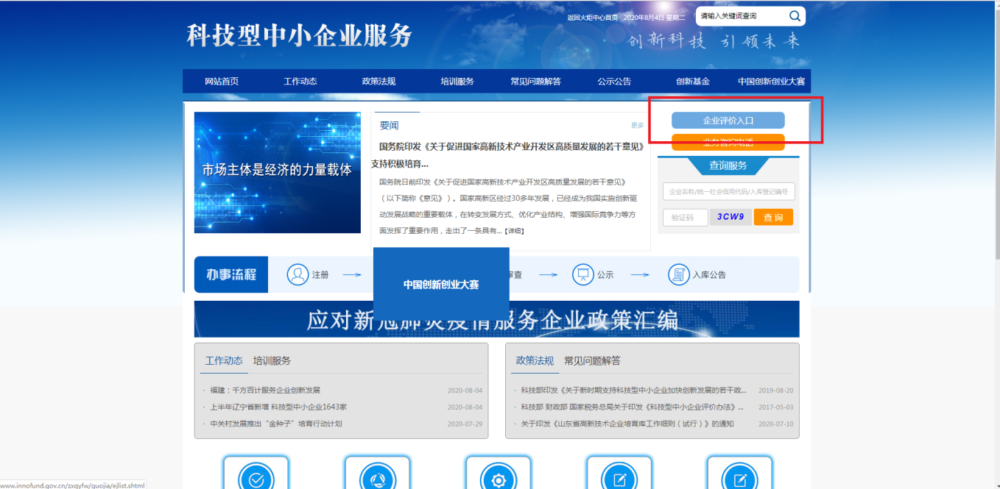 返回火炬中心首页 2020年8月4日 星期二
请输入关键词查询
科技型中小企业服务
创新科技 引领未来
网站首页 工作动态 政策法规 培训服务 常见问题解答 公示公告 创新基金 中国创新创业大赛
市场主体是经济的力量载体
要闻 更多
国务院印发《关于促进国家高新技术产业开发区高质量发展的若干意见》
支持积极培育...
国务院日前印发《关于促进国家高新技术产业开发区高质量发展的若干意见》
（以下简称《意见》）。国家高新区经过30多年发展，已经成为我国实施创新驱
动发展战略的重要载体，在转变发展方式、优化产业结构、增强国际竞争力等方
面发挥了重要作用，走出了一条具有...【详细】
企业评价入口
业务咨询电话
查询服务
企业名称/统一社会信用代码/入库登记编号
验证码 3CW9 查 询
办事流程 注册 审查 公示 入库公告
中国创新创业大赛
应对新冠肺炎疫情服务企业政策汇编
工作动态 培训服务
· 福建：千方百计服务企业创新发展 2020-08-04
· 上半年辽宁省新增 科技型中小企业1643家 2020-08-04
· 中关村发展推出“金种子”培育行动计划 2020-07-29
政策法规 常见问题解答
· 科技部印发《关于新时期支持科技型中小企业加快创新发展的若干政... 2019-08-20
· 科技部 财政部 国家税务总局关于印发《科技型中小企业评价办法》... 2017-05-03
· 关于印发《山东省高新技术企业培育库工作细则（试行）》的通知 2020-07-10
www.innofund.gov.cn/zxqyfw/guojia/ejlist.shtml